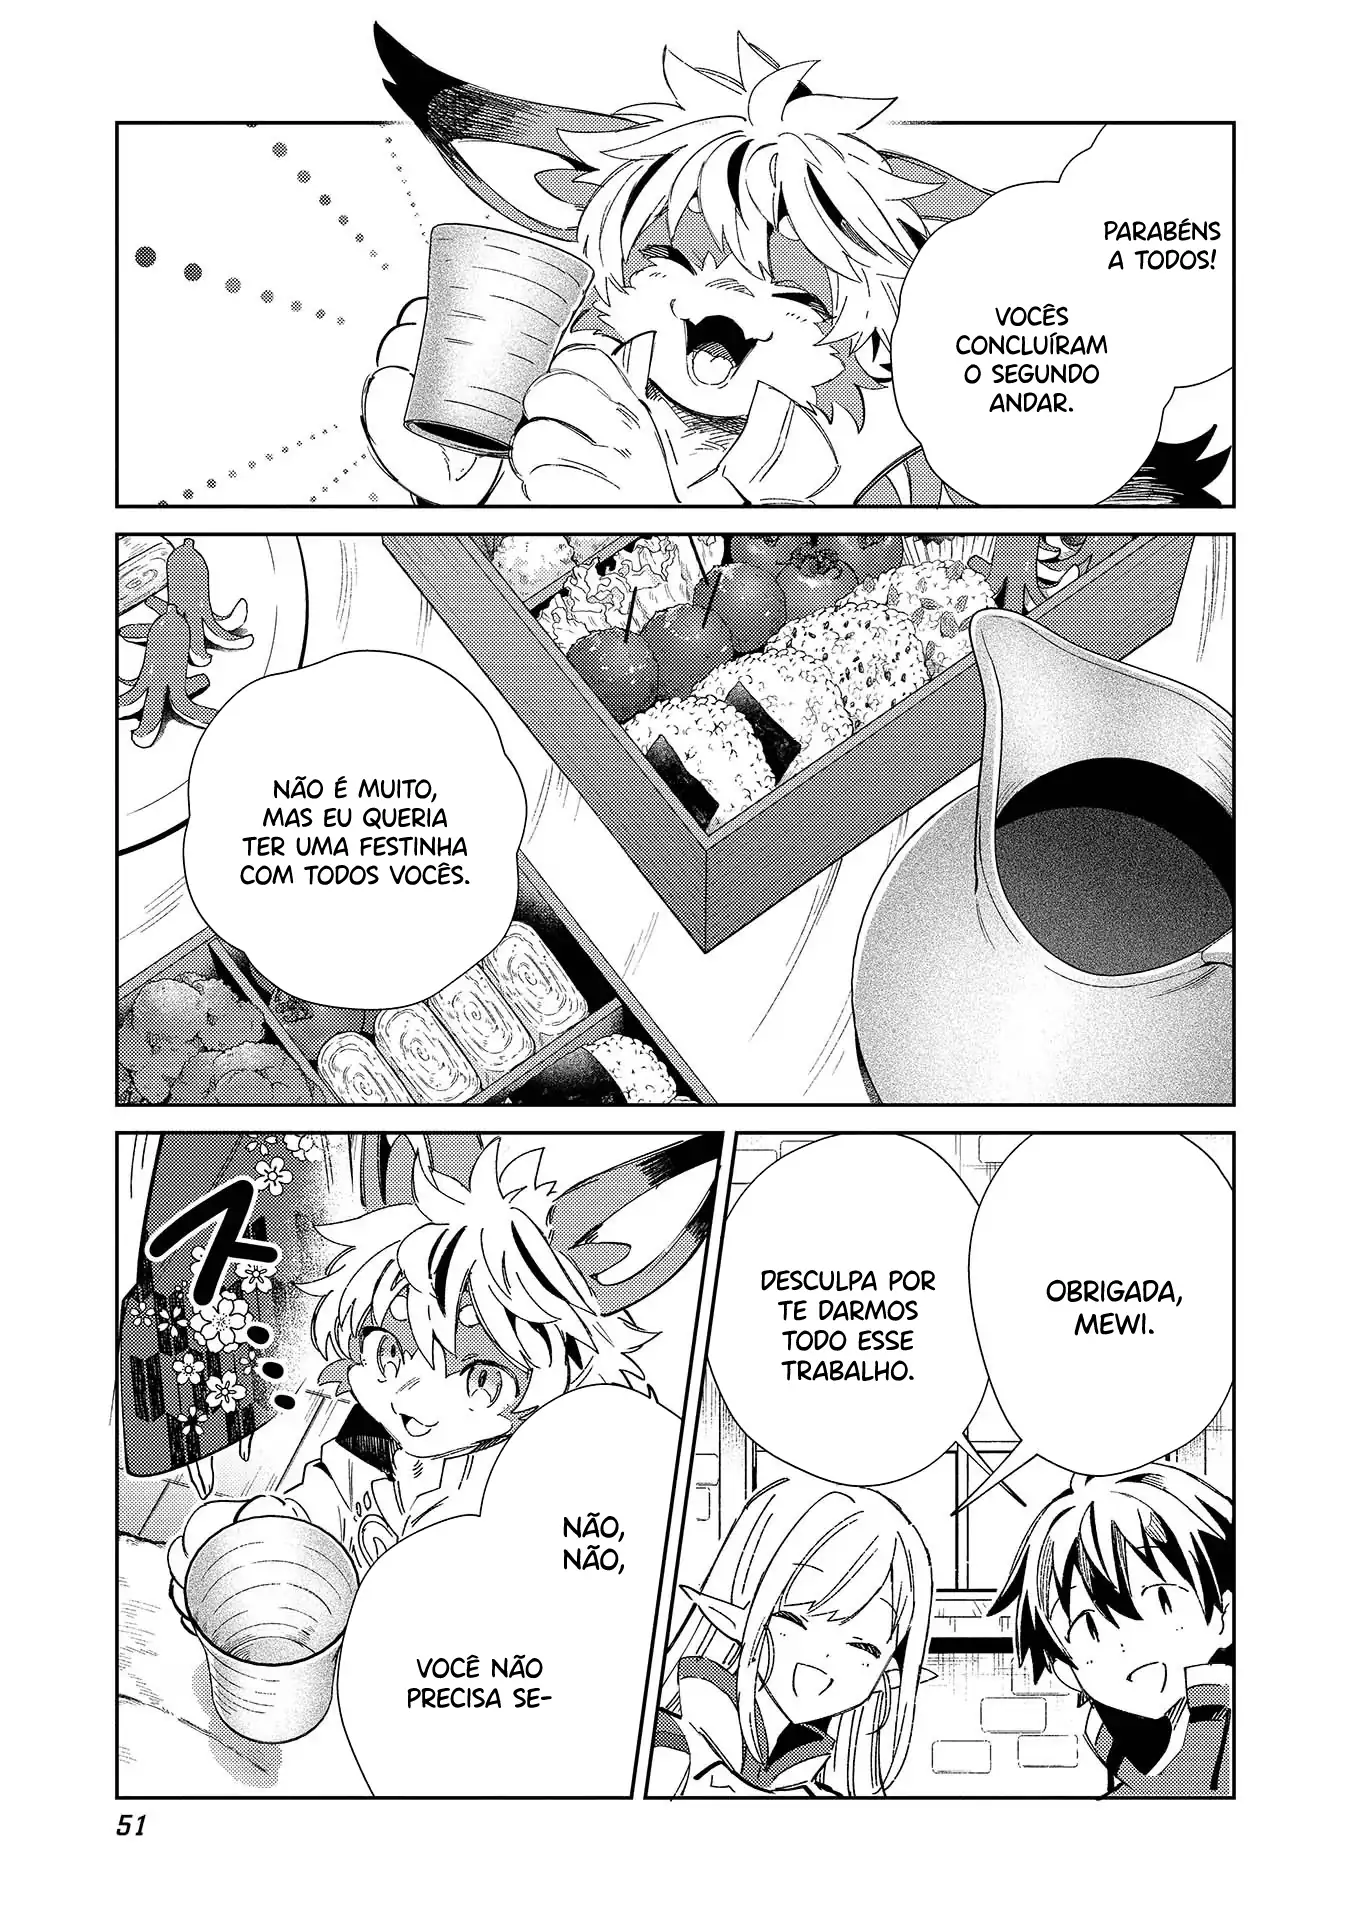 PARABÉNS
A TODOS!
VOCÊS
CONCLUÍRAM
O SEGUNDO
ANDAR.
NÃO É MUITO,
MAS EU QUERIA
TER UMA FESTINHA
COM TODOS VOCÊS.
OBRIGADA,
MEWI.
DESCULPA POR
TE DARMOS
TODO ESSE
TRABALHO.
ス...
NÃO,
NÃO,
VOCÊ NÃO
PRECISA SE-
51